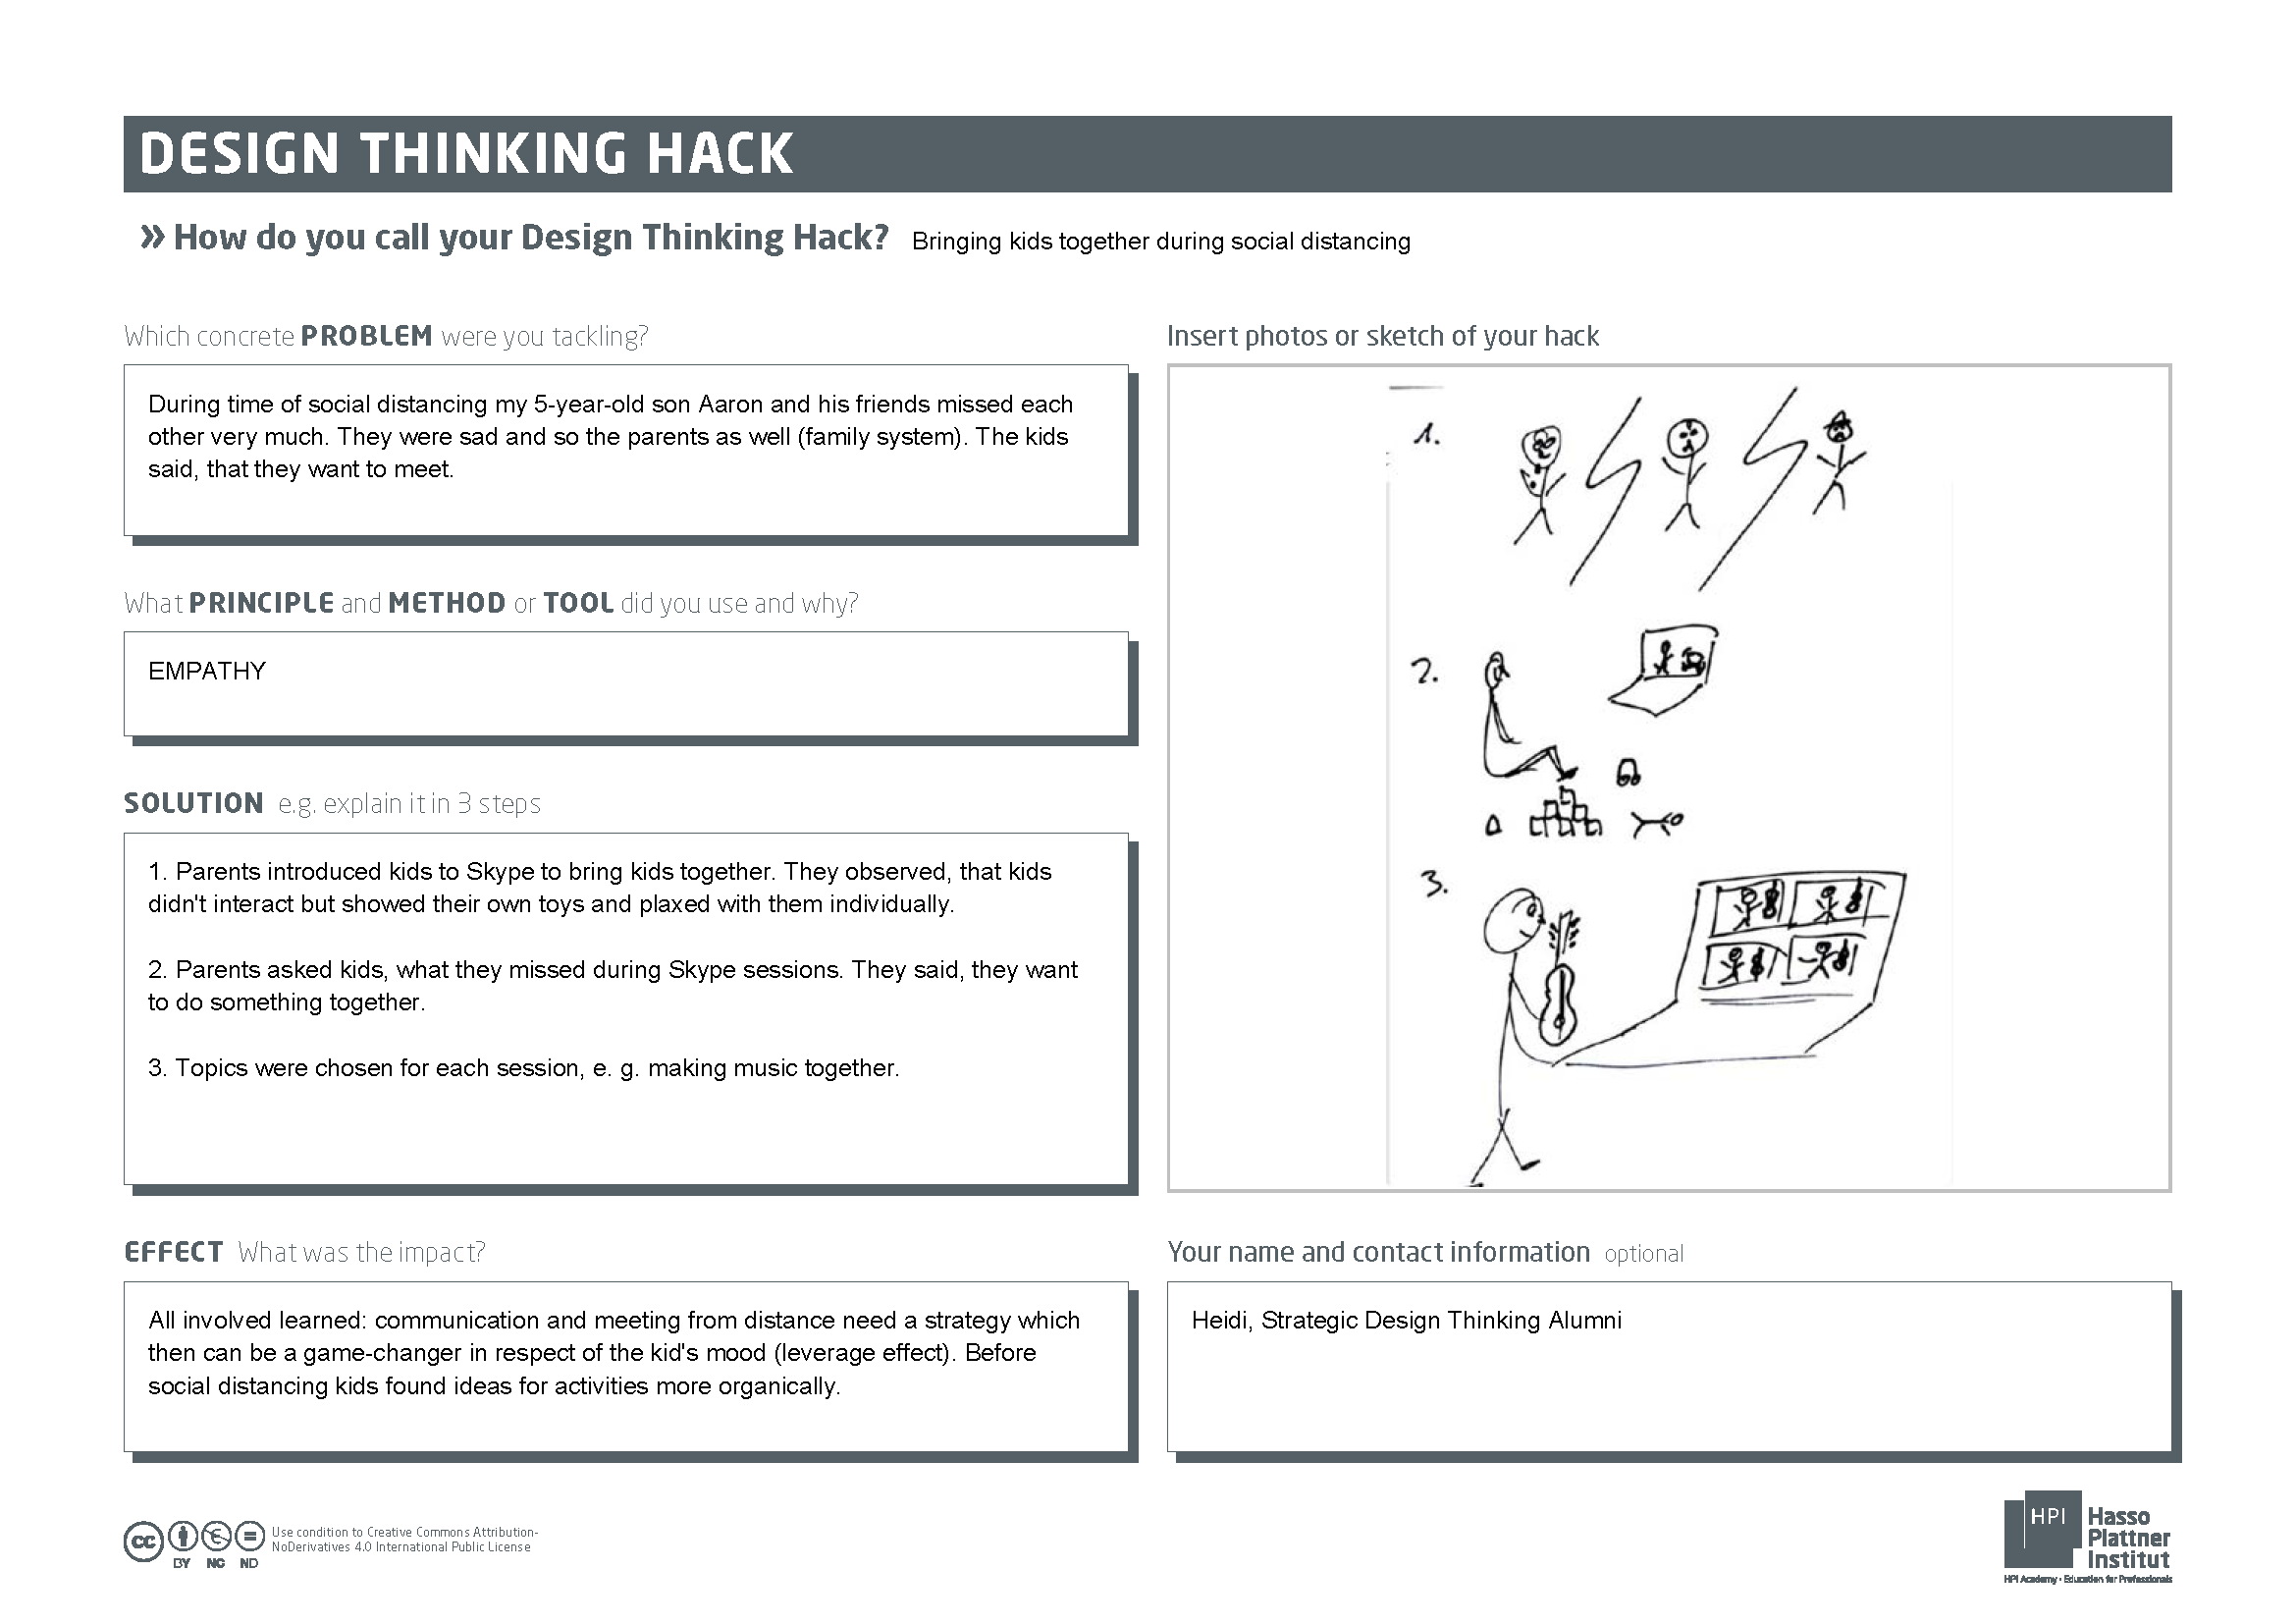 DESIGN THINKING HACK
» How do you call your Design Thinking Hack? Bringing kids together during social distancing
Which concrete PROBLEM were you tackling?
During time of social distancing my 5-year-old son Aaron and his friends missed each
other very much. They were sad and so the parents as well (family system). The kids
said, that they want to meet.
What PRINCIPLE and METHOD or TOOL did you use and why?
EMPATHY
SOLUTION e.g. explain it in 3 steps
1. Parents introduced kids to Skype to bring kids together. They observed, that kids
didn't interact but showed their own toys and plaxed with them individually.
2. Parents asked kids, what they missed during Skype sessions. They said, they want
to do something together.
3. Topics were chosen for each session, e. g. making music together.
EFFECT What was the impact?
All involved learned: communication and meeting from distance need a strategy which
then can be a game-changer in respect of the kid's mood (leverage effect). Before
social distancing kids found ideas for activities more organically.
Insert photos or sketch of your hack
1.
2.
3.
Your name and contact information optional
Heidi, Strategic Design Thinking Alumni
cc
BY NC ND
Use condition to Creative Commons Attribution-
NoDerivatives 4.0 International Public License
HPI
Hasso
Plattner
Institut
HPI Academy • Education for Professionals